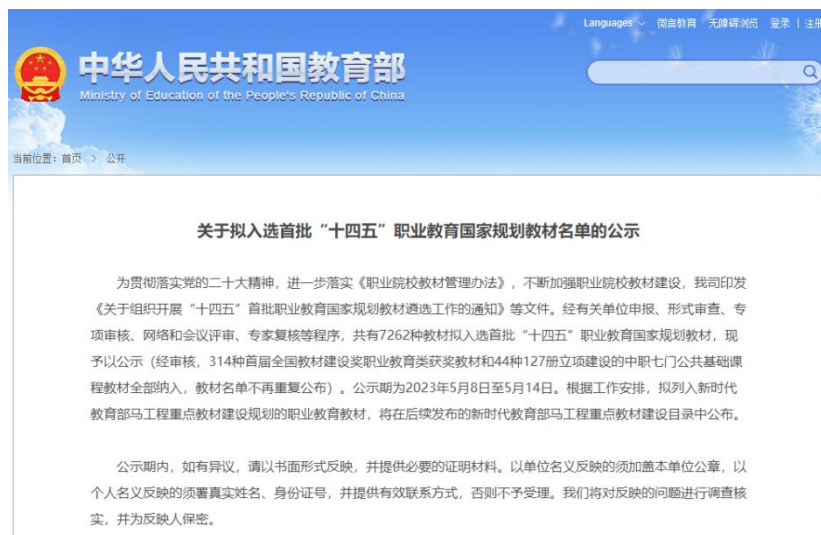 Languages 微言教育 无障碍浏览 登录 | 注册
中华人民共和国教育部
Ministry of Education of the People's Republic of China
当前位置：首页 > 公开
关于拟入选首批“十四五”职业教育国家规划教材名单的公示
为贯彻落实党的二十大精神，进一步落实《职业院校教材管理办法》，不断加强职业院校教材建设，我司印发
《关于组织开展“十四五”首批职业教育国家规划教材遴选工作的通知》等文件。经有关单位申报、形式审查、专
项审核、网络和会议评审、专家复核等程序，共有7262种教材拟入选首批“十四五”职业教育国家规划教材，现
予以公示（经审核，314种首届全国教材建设奖职业教育类获奖教材和44种127册立项建设的中职七门公共基础课
程教材全部纳入，教材名单不再重复公布）。公示期为2023年5月8日至5月14日。根据工作安排，拟列入新时代
教育部马工程重点教材建设规划的职业教育教材，将在后续发布的新时代教育部马工程重点教材建设目录中公布。
公示期内，如有异议，请以书面形式反映，并提供必要的证明材料。以单位名义反映的须加盖本单位公章，以
个人名义反映的须署真实姓名、身份证号，并提供有效联系方式，否则不予受理。我们将对反映的问题进行调查核
实，并为反映人保密。